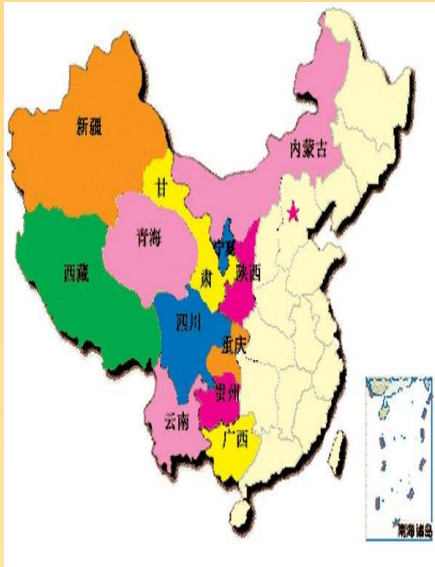 新疆
内蒙古
甘
宁夏
青海
肃
陕西
西藏
四川
重庆
贵州
云南
广西
南海诸岛